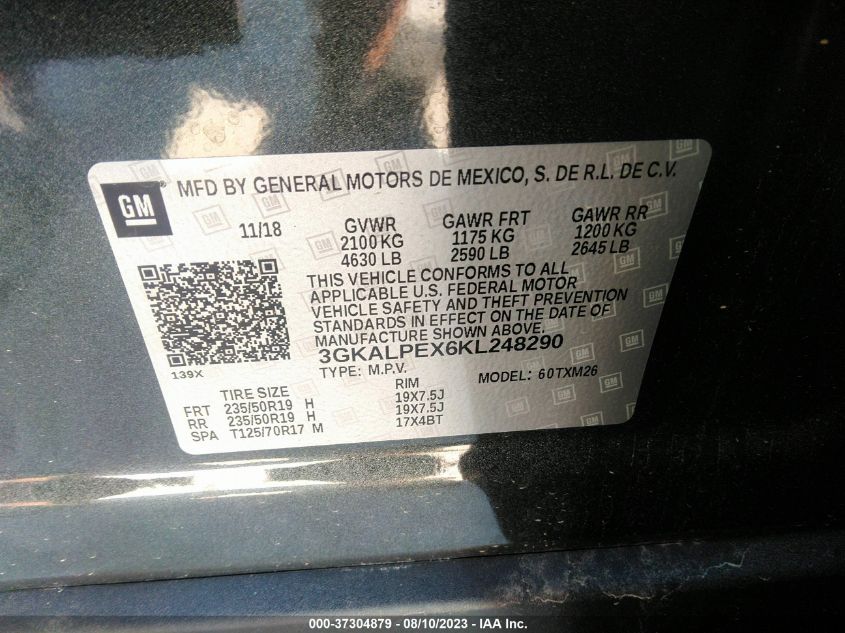 GM
MFD BY GENERAL MOTORS DE MEXICO, S. DE R.L. DE C.V.
11/18 GVWR GAWR FRT GAWR RR
2100 KG 1175 KG 1200 KG
4630 LB 2590 LB 2645 LB
THIS VEHICLE CONFORMS TO ALL
APPLICABLE U.S. FEDERAL MOTOR
VEHICLE SAFETY AND THEFT PREVENTION
STANDARDS IN EFFECT ON THE DATE OF
MANUFACTURE SHOWN ABOVE.
3GKALPEX6KL248290
139X
TYPE: M.P.V. MODEL: 60TXM26
TIRE SIZE RIM
FRT 235/50R19 H 19X7.5J
RR 235/50R19 H 19X7.5J
SPA T125/70R17 M 17X4BT
000-37304879 - 08/10/2023 - IAA Inc.